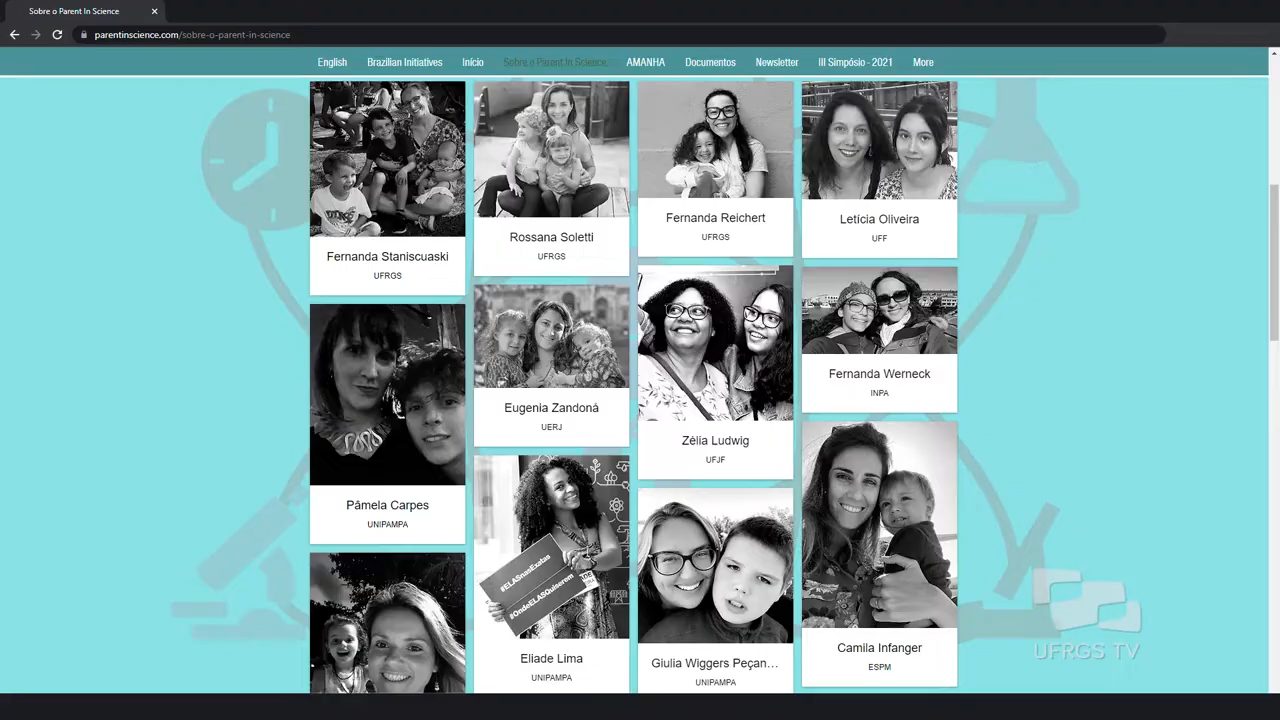 Sobre o Parent In Science
parentinscience.com/sobre-o-parent-in-science
English Brazilian Initiatives Início Sobre o Parent In Science AMANHA Documentos Newsletter III Simpósio - 2021 More
Fernanda Staniscuaski
UFRGS
Rossana Soletti
UFRGS
Fernanda Reichert
UFRGS
Letícia Oliveira
UFF
Pâmela Carpes
UNIPAMPA
Eugenia Zandoná
UERJ
Zélia Ludwig
UFJF
Fernanda Werneck
INPA
#ELASnasExatas
#OndeELASQuiserem
Eliade Lima
UNIPAMPA
Giulia Wiggers Peçan...
UNIPAMPA
Camila Infanger
ESPM
UFRGS TV